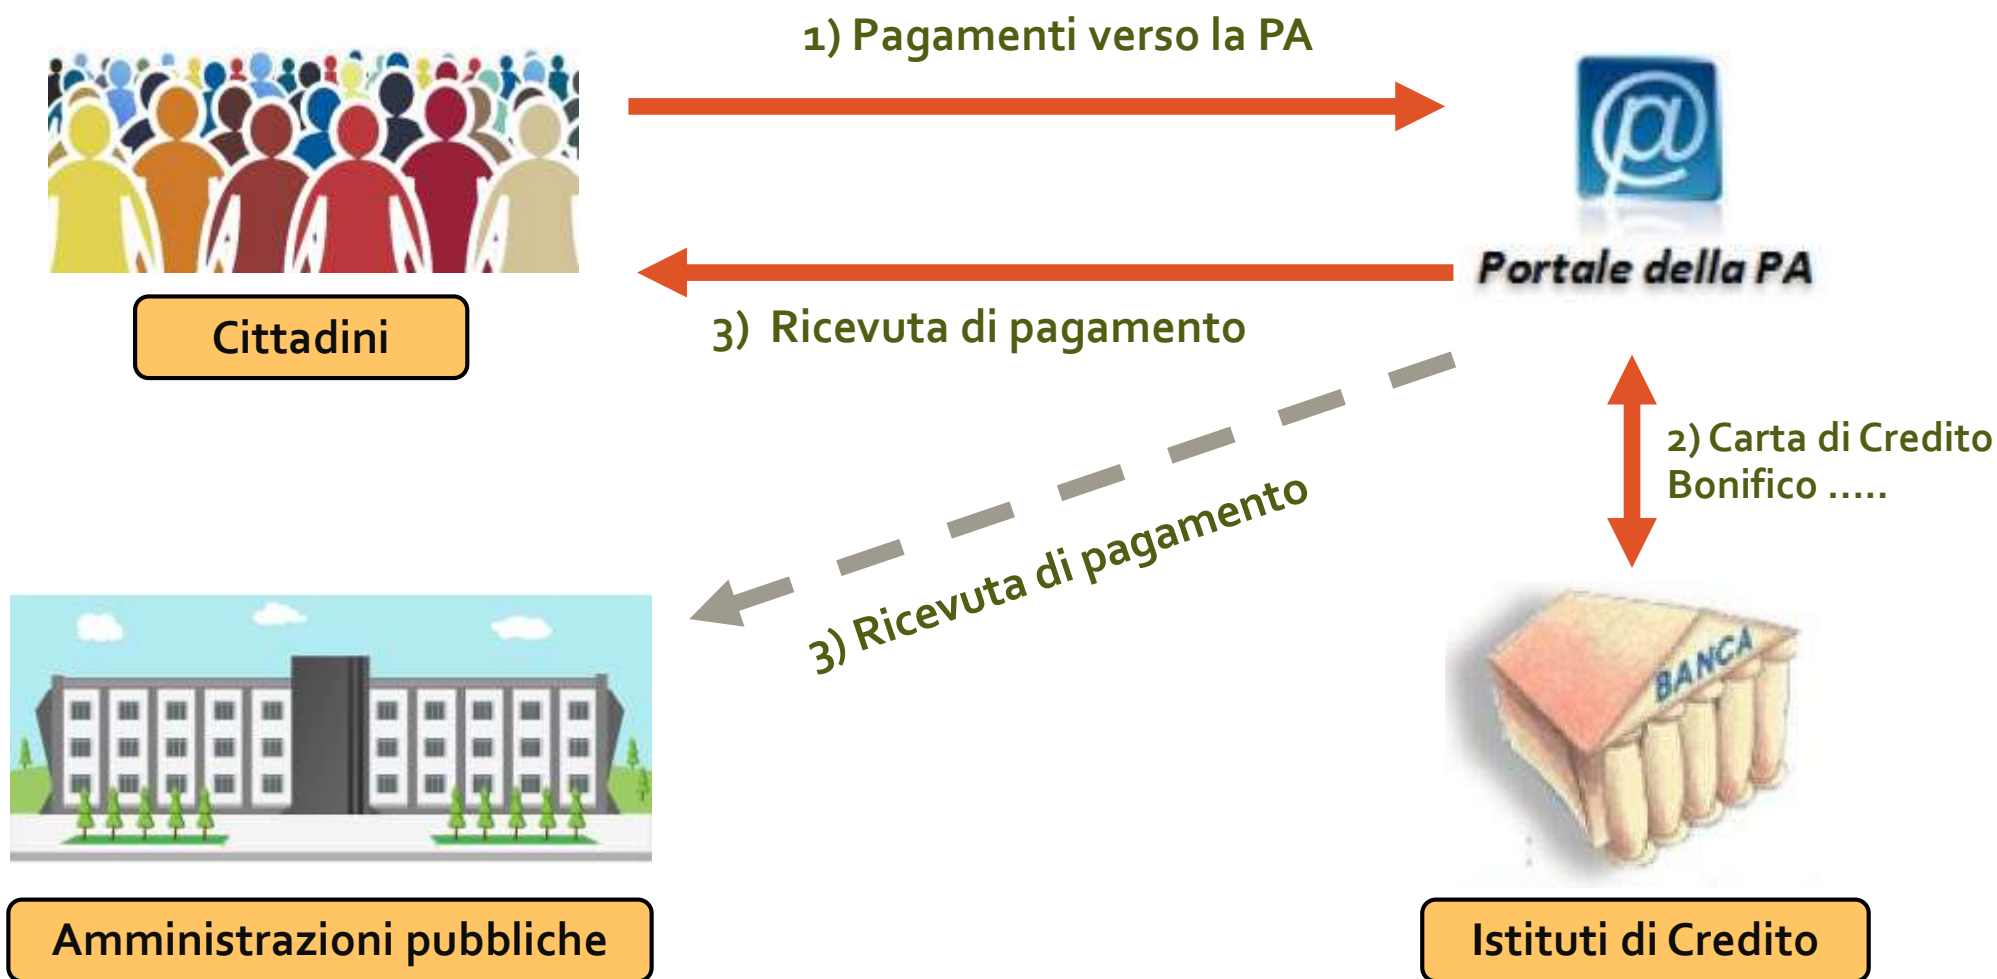 1) Pagamenti verso la PA
@
Portale della PA
Cittadini
3) Ricevuta di pagamento
2) Carta di Credito
Bonifico .....
3) Ricevuta di pagamento
BANCA
Amministrazioni pubbliche
Istituti di Credito